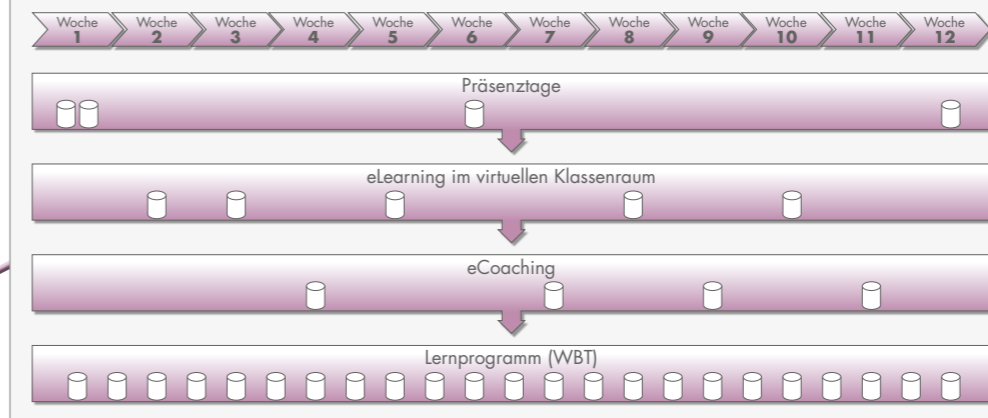 Woche Woche Woche Woche Woche Woche Woche Woche Woche Woche Woche Woche
1 2 3 4 5 6 7 8 9 10 11 12
Präsenztage
eLearning im virtuellen Klassenraum
eCoaching
Lernprogramm (WBT)